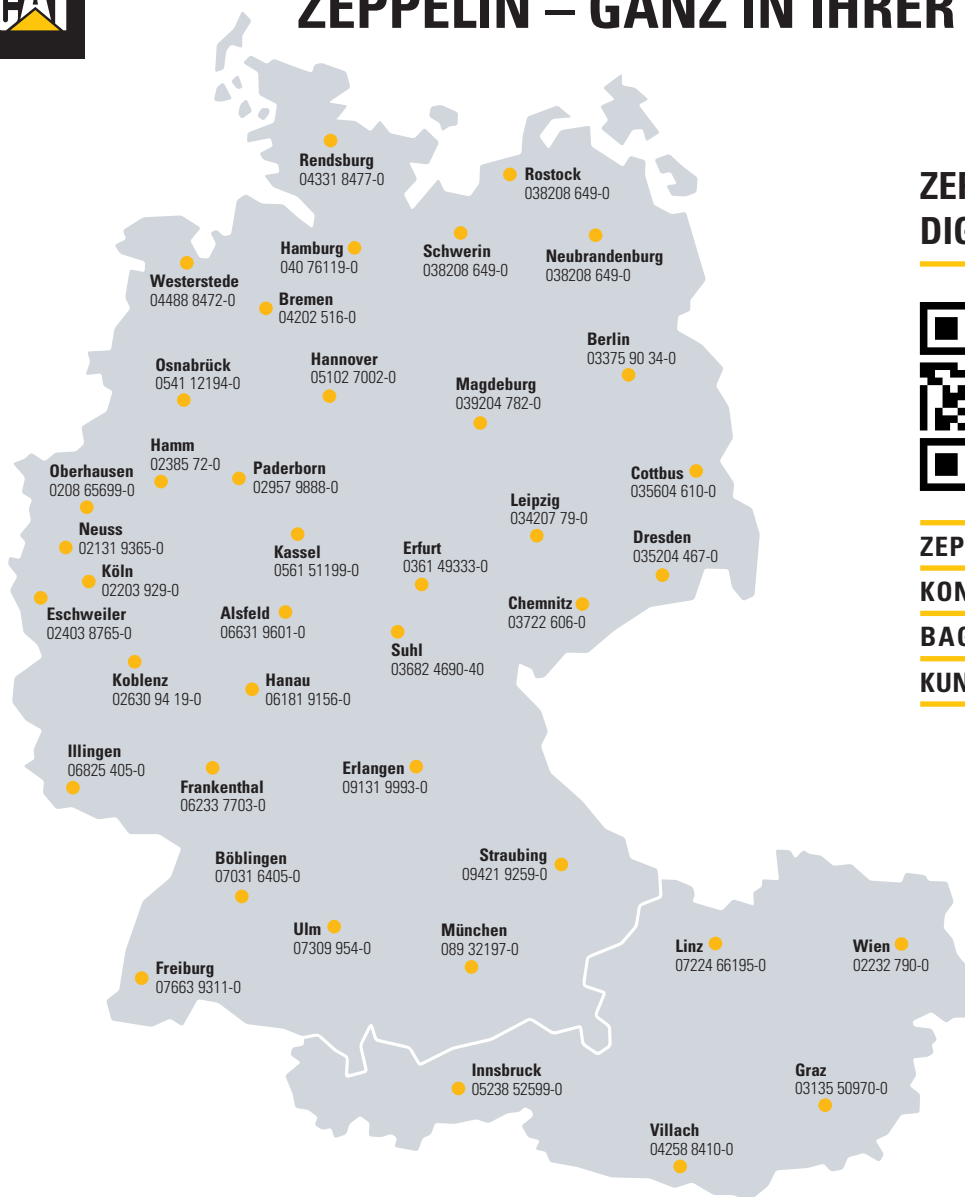 ZEPPELIN – GANZ IN IHRER
Rendsburg
04331 8477-0
Rostock
038208 649-0
Hamburg
040 76119-0
Schwerin
038208 649-0
Neubrandenburg
038208 649-0
Westerstede
04488 8472-0
Bremen
04202 516-0
Berlin
03375 90 34-0
Osnabrück
0541 12194-0
Hannover
05102 7002-0
Magdeburg
039204 782-0
Hamm
02385 72-0
Oberhausen
0208 65699-0
Paderborn
02957 9888-0
Cottbus
035604 610-0
Leipzig
034207 79-0
Neuss
02131 9365-0
Kassel
0561 51199-0
Erfurt
0361 49333-0
Dresden
035204 467-0
Köln
02203 929-0
Eschweiler
02403 8765-0
Alsfeld
06631 9601-0
Chemnitz
03722 606-0
Suhl
03682 4690-40
Koblenz
02630 94 19-0
Hanau
06181 9156-0
Illingen
06825 405-0
Frankenthal
06233 7703-0
Erlangen
09131 9993-0
Böblingen
07031 6405-0
Straubing
09421 9259-0
Ulm
07309 954-0
München
089 32197-0
Freiburg
07663 9311-0
Linz
07224 66195-0
Wien
02232 790-0
Innsbruck
05238 52599-0
Graz
03135 50970-0
Villach
04258 8410-0
ZEP
KON
BAG
KUN